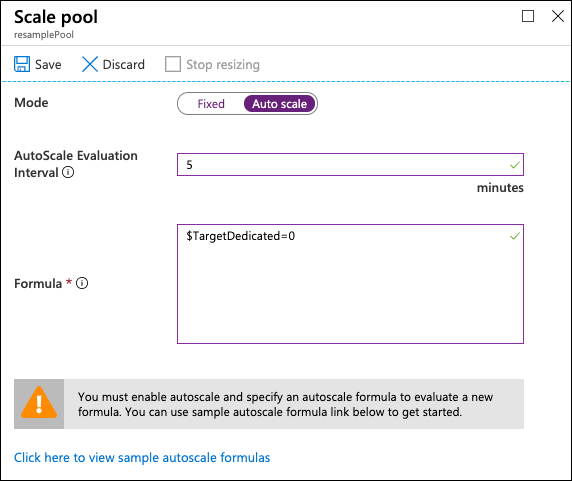 Scale pool
resamplePool
Save Discard Stop resizing
Mode Fixed Auto scale
AutoScale Evaluation
Interval
5
minutes
$TargetDedicated=0
Formula *
You must enable autoscale and specify an autoscale formula to evaluate a new
formula. You can use sample autoscale formula link below to get started.
Click here to view sample autoscale formulas